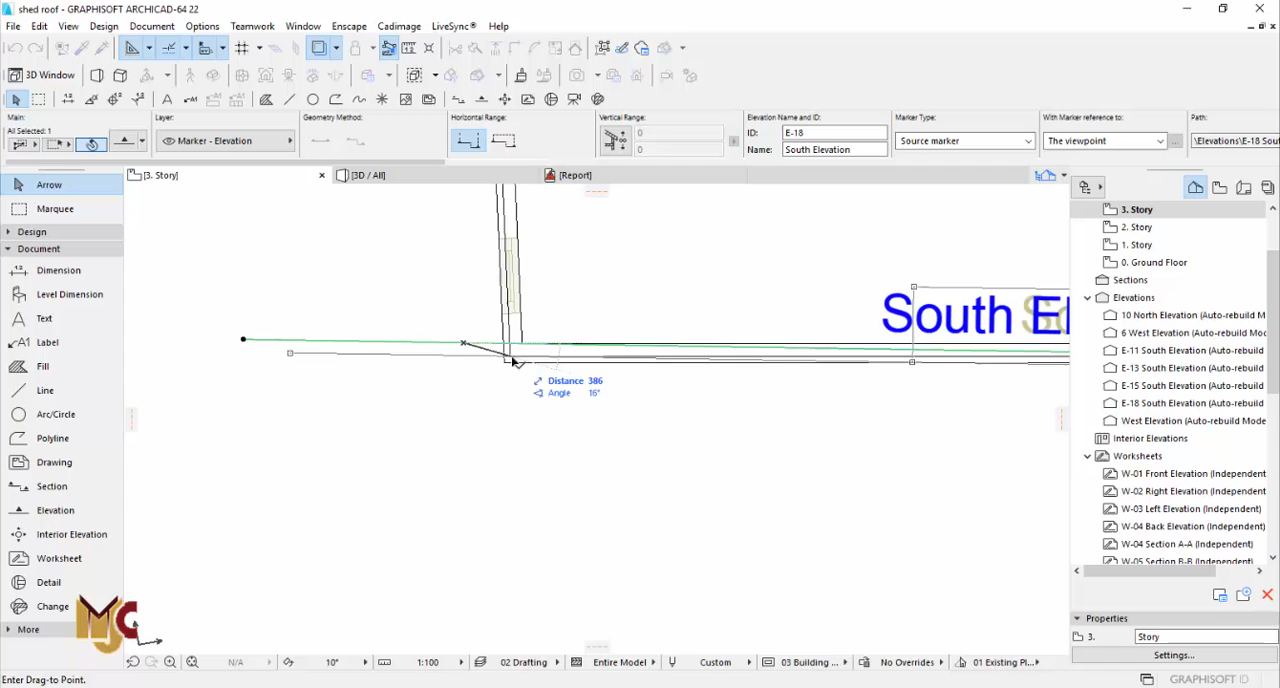 shed roof - GRAPHISOFT ARCHICAD-64 22
File Edit View Design Document Options Teamwork Window Enscape Cadimage LiveSync® Help
3D Window
Main:
All Selected: 1
Layer:
Marker - Elevation
Geometry Method:
Horizontal Range:
Vertical Range:
0
0
Elevation Name and ID:
ID: E-18
Name: South Elevation
Marker Type:
Source marker
With Marker reference to:
The viewpoint
...
Path:
\Elevations\E-18 Sout
[3. Story]
[3D / All]
[Report]
Arrow
Marquee
Design
Document
Dimension
Level Dimension
Text
Label
Fill
Line
Arc/Circle
Polyline
Drawing
Section
Elevation
Interior Elevation
Worksheet
Detail
Change
More
MJC
South El
Distance 386
Angle 16°
3. Story
2. Story
1. Story
0. Ground Floor
Sections
Elevations
10 North Elevation (Auto-rebuild M
6 West Elevation (Auto-rebuild Mo
E-11 South Elevation (Auto-rebuild
E-13 South Elevation (Auto-rebuild
E-15 South Elevation (Auto-rebuild
E-18 South Elevation (Auto-rebuild
West Elevation (Auto-rebuild Mode
Interior Elevations
Worksheets
W-01 Front Elevation (Independent
W-02 Right Elevation (Independent
W-03 Left Elevation (Independent)
W-04 Back Elevation (Independent)
W-04 Section A-A (Independent)
W-05 Section B-B (Independent)
Properties
3. Story
Settings...
N/A 10° 1:100 02 Drafting Entire Model Custom 03 Building ... No Overrides 01 Existing Pl...
Enter Drag-to Point.
GRAPHISOFT ID